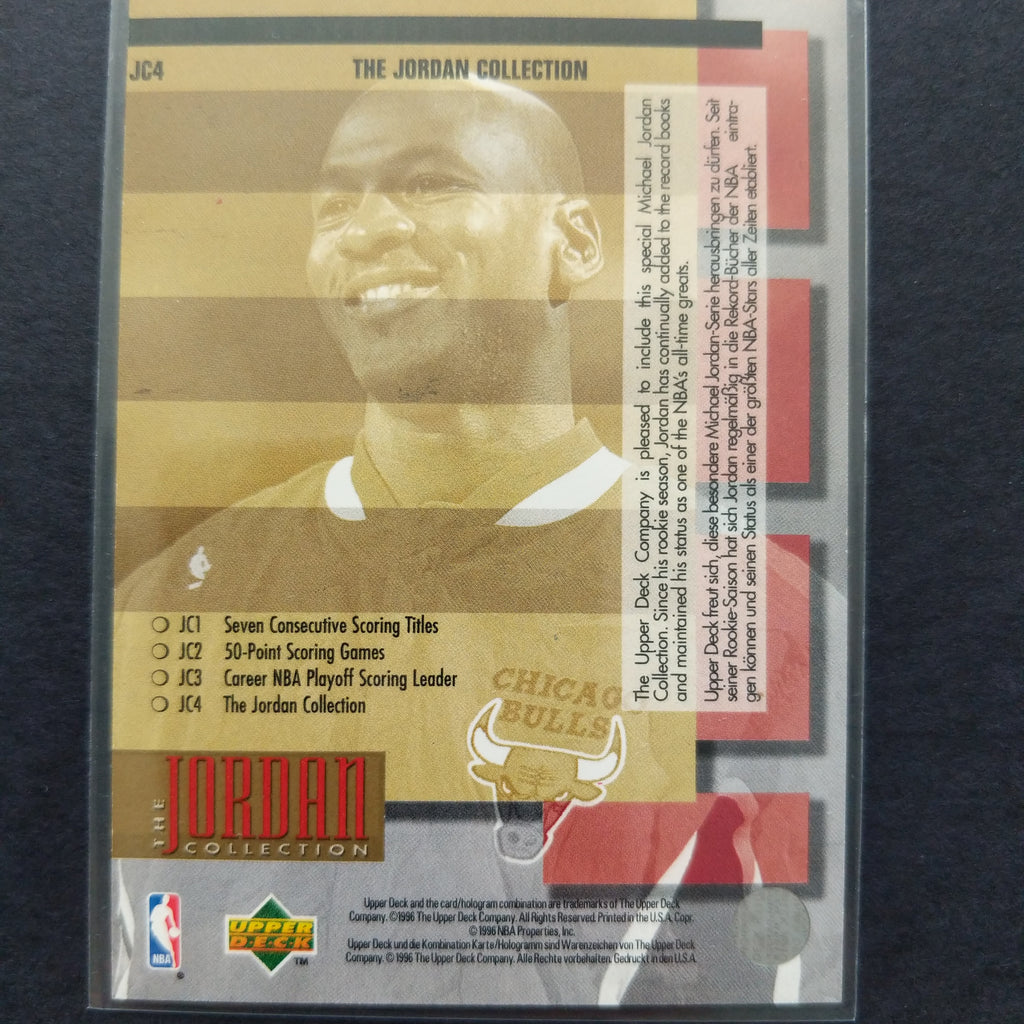 JC4
THE JORDAN COLLECTION
The Upper Deck Company is pleased to include this special Michael Jordan
Collection. Since his rookie season, Jordan has continually added to the record books
and maintained his status as one of the NBA's all-time greats.
Upper Deck freut sich, diese besondere Michael Jordan-Serie herausbringen zu dürfen. Seit
seiner Rookie-Saison hat sich Jordan regelmäßig in die Rekord-Bücher der NBA eintra-
gen können und seinen Status als einer der größten NBA-Stars aller Zeiten etabliert.
JC1 Seven Consecutive Scoring Titles
JC2 50-Point Scoring Games
JC3 Career NBA Playoff Scoring Leader
JC4 The Jordan Collection
CHICAGO
BULLS
THE JORDAN
COLLECTION
NBA
®
UPPER
DECK
™
Upper Deck and the card/hologram combination are trademarks of The Upper Deck
Company. ©1996 The Upper Deck Company. All Rights Reserved. Printed in the U.S.A. Copr.
©1996 NBA Properties, Inc.
Upper Deck und die Kombination Karte/Hologramm sind Warenzeichen von The Upper Deck
Company. ©1996 The Upper Deck Company. Alle Rechte vorbehalten. Gedruckt in den U.S.A.